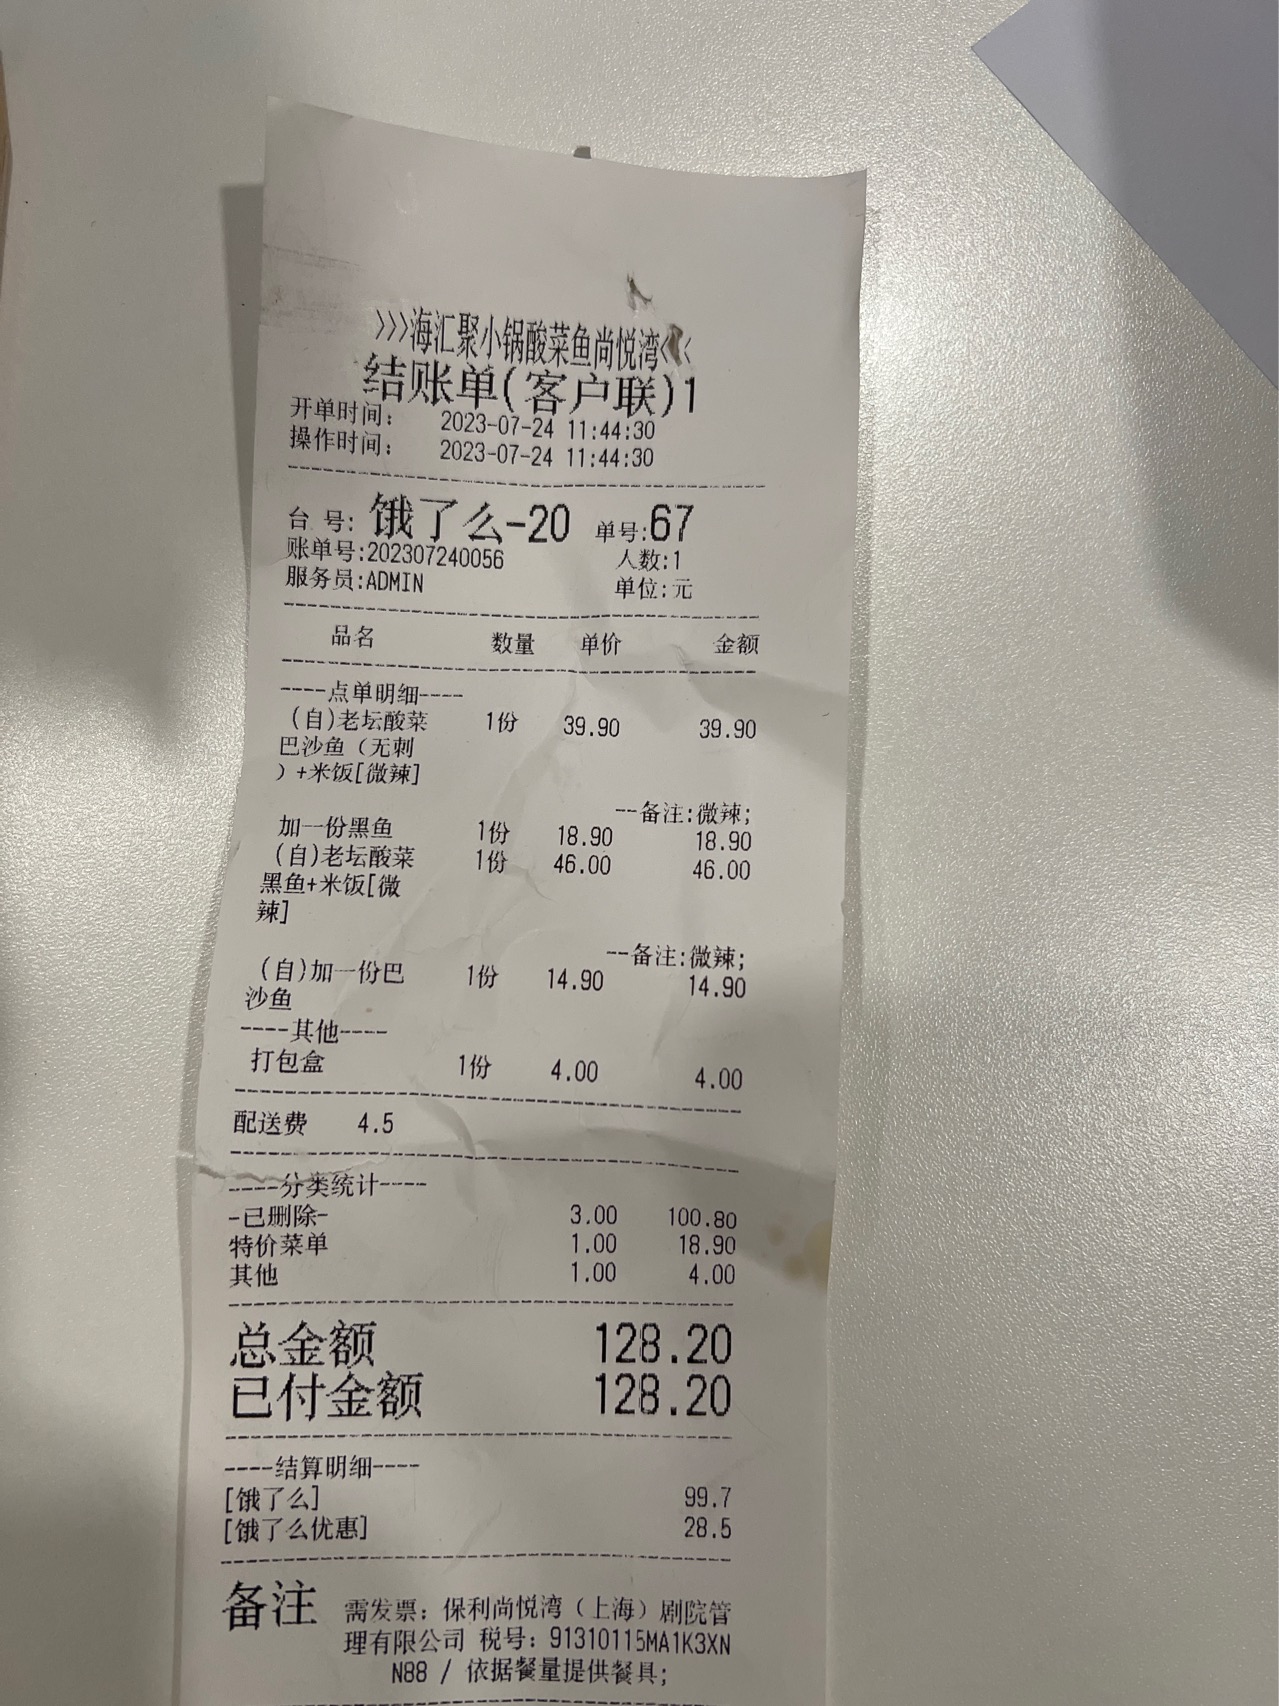 >>>海汇聚小锅酸菜鱼尚悦湾<<<
结账单(客户联)1
开单时间： 2023-07-24 11:44:30
操作时间： 2023-07-24 11:44:30
台 号: 饿了么-20 单号:67
账单号:202307240056 人数:1
服务员:ADMIN 单位:元
品名 数量 单价 金额
----点单明细----
(自)老坛酸菜 1份 39.90 39.90
巴沙鱼（无刺
）+米饭[微辣]
--备注:微辣;
加一份黑鱼 1份 18.90 18.90
(自)老坛酸菜 1份 46.00 46.00
黑鱼+米饭[微
辣]
--备注:微辣;
(自)加一份巴 1份 14.90 14.90
沙鱼
----其他----
打包盒 1份 4.00 4.00
配送费 4.5
----分类统计----
-已删除- 3.00 100.80
特价菜单 1.00 18.90
其他 1.00 4.00
总金额 128.20
已付金额 128.20
----结算明细----
[饿了么] 99.7
[饿了么优惠] 28.5
备注 需发票：保利尚悦湾（上海）剧院管
理有限公司 税号：91310115MA1K3XN
N88 / 依据餐量提供餐具;